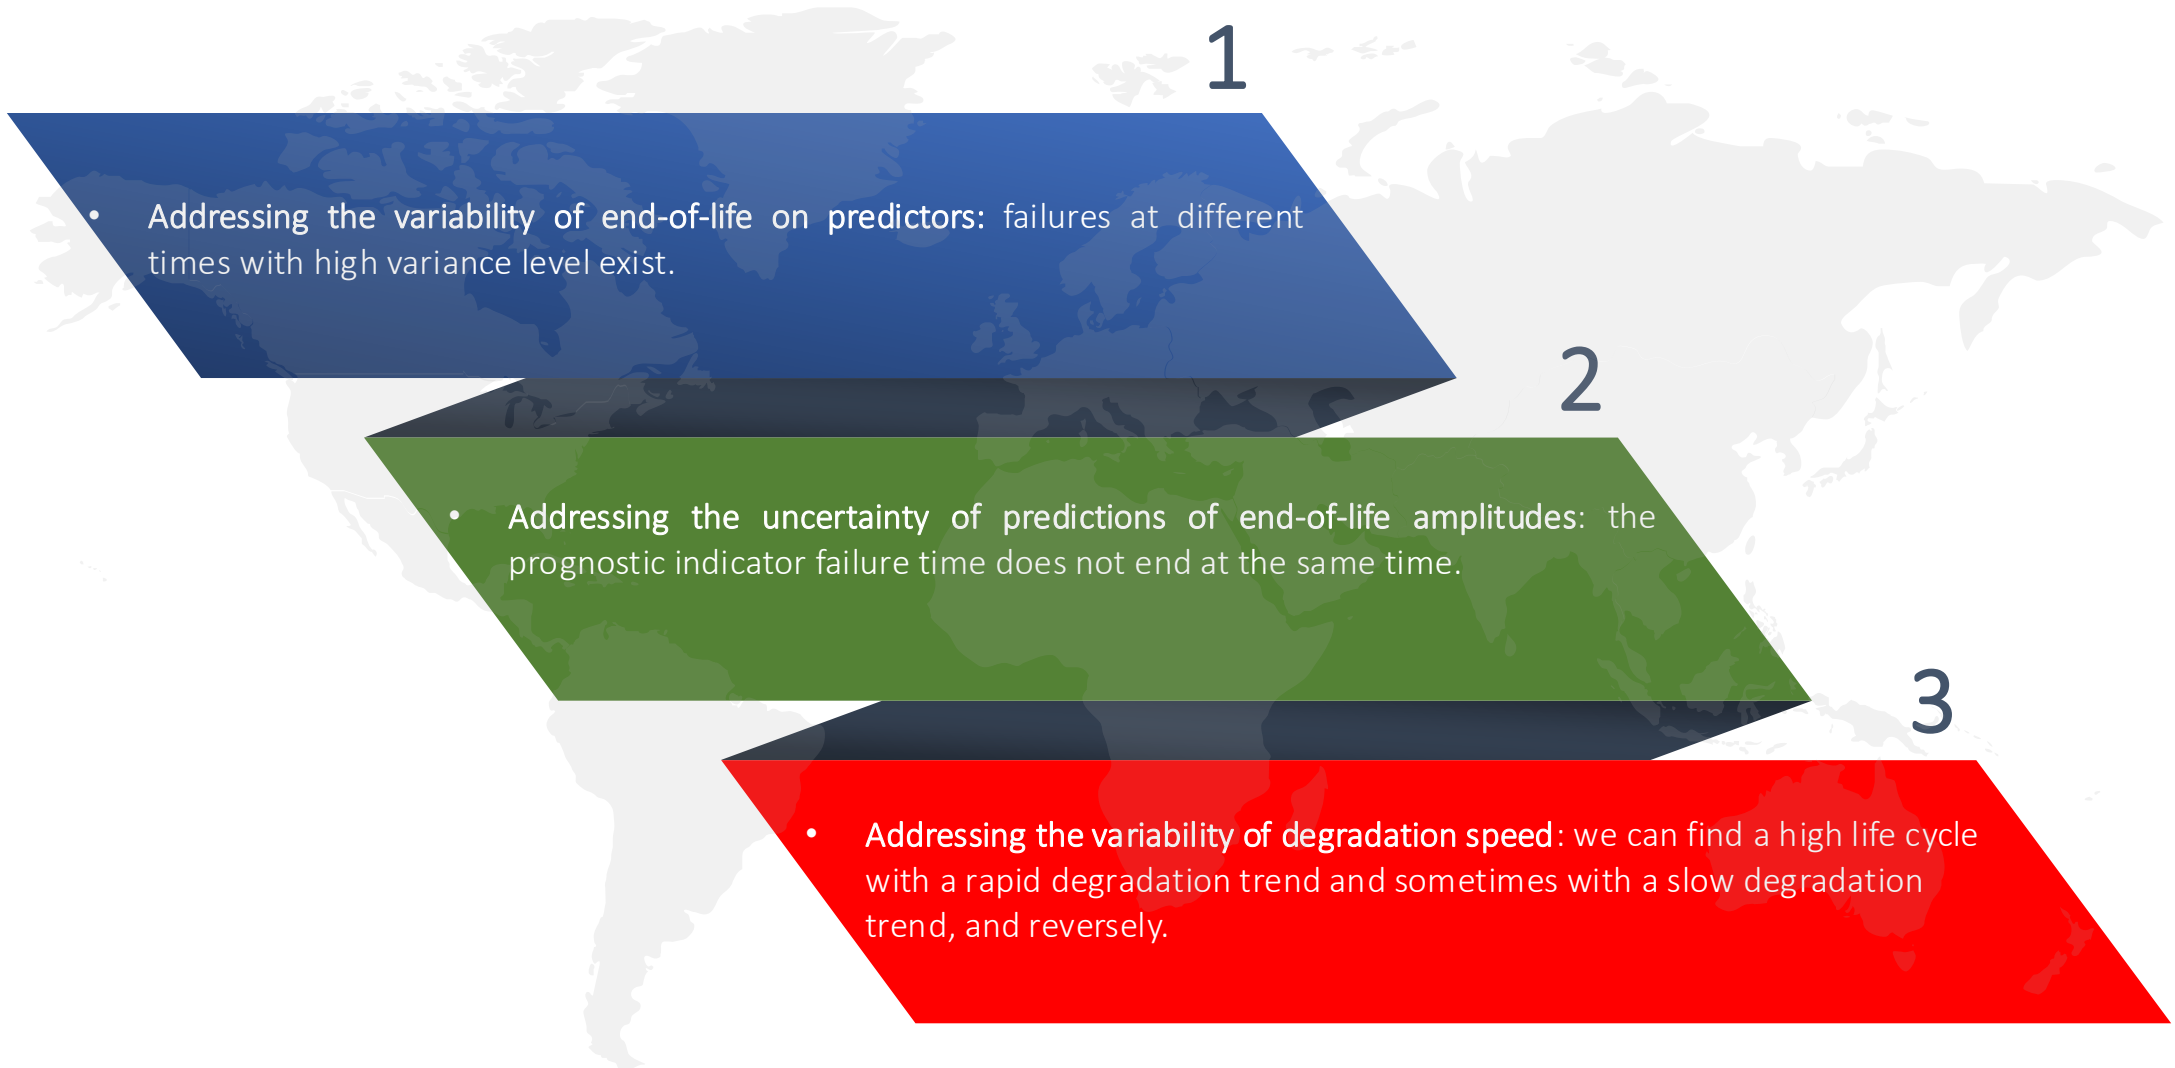 1
• Addressing the variability of end-of-life on predictors: failures at different
times with high variance level exist.
2
• Addressing the uncertainty of predictions of end-of-life amplitudes: the
prognostic indicator failure time does not end at the same time.
3
• Addressing the variability of degradation speed: we can find a high life cycle
with a rapid degradation trend and sometimes with a slow degradation
trend, and reversely.